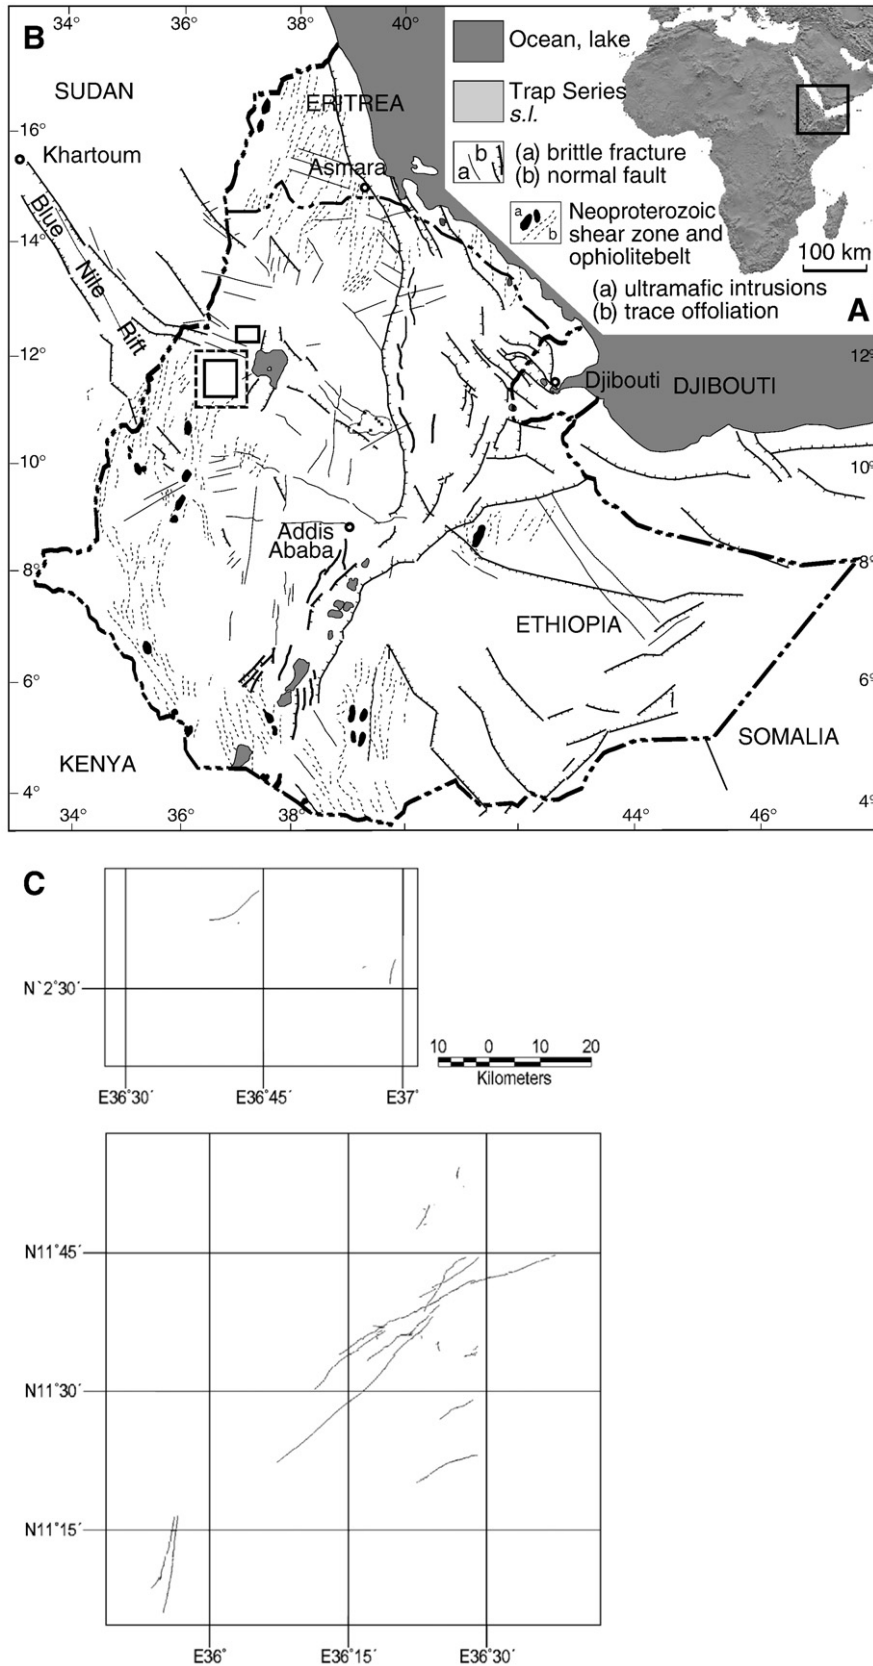 34°
36°
38°
40°
B
SUDAN
ERITREA
16°
Khartoum
Asmara
14°
Blue
Nile
Rift
12°
10°
Addis
Ababa
8°
6°
4°
KENYA
ETHIOPIA
SOMALIA
Djibouti
DJIBOUTI
12°
10°
8°
6°
4°
34°
36°
38°
40°
42°
44°
46°
Ocean, lake
Trap Series
s.l.
a b
(a) brittle fracture
(b) normal fault
a
b
Neoproterozoic
shear zone and
ophiolitebelt
(a) ultramafic intrusions
(b) trace offoliation
100 km
A
C
N`2°30´
E36°30´
E36°45´
E37°
10 0 10 20
Kilometers
N11°45´
N11°30´
N11°15´
E36°
E36°15´
E36°30´